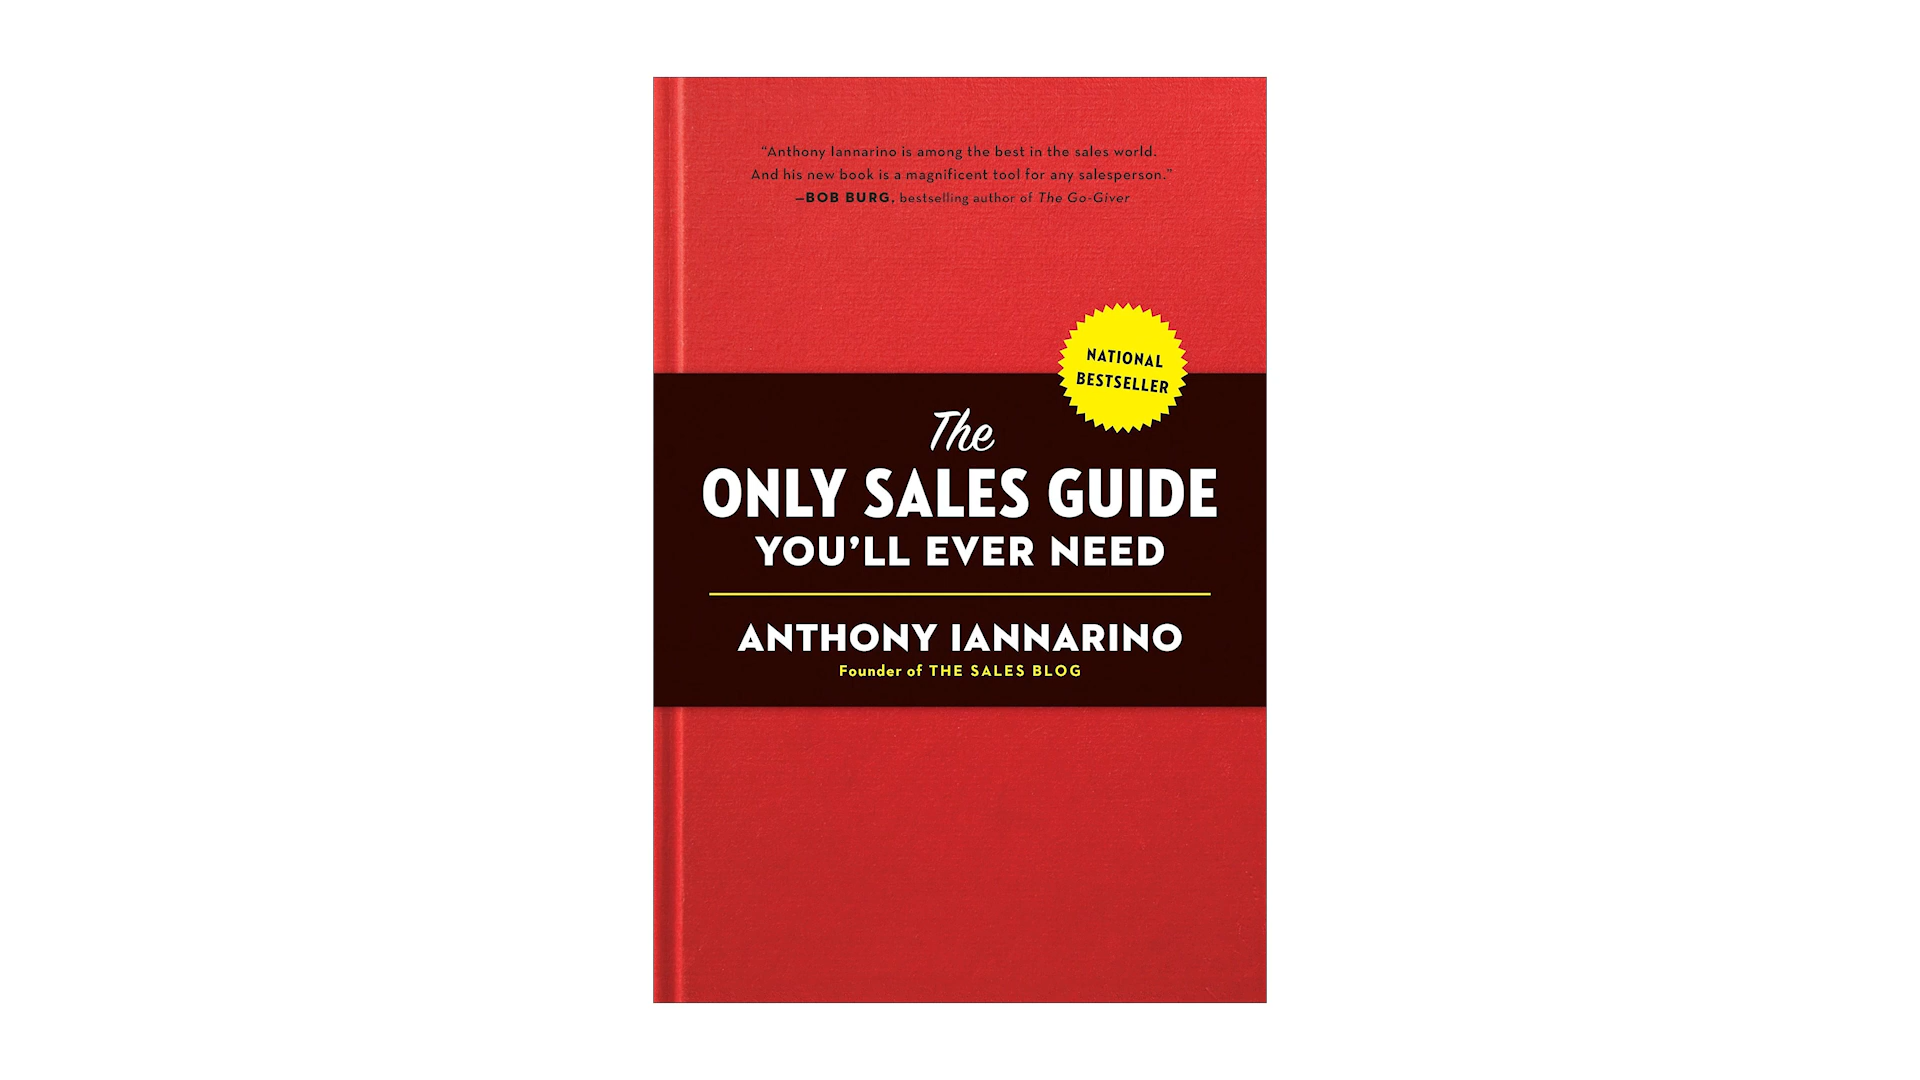 “Anthony Iannarino is among the best in the sales world.
And his new book is a magnificent tool for any salesperson.”
—BOB BURG, bestselling author of The Go-Giver
NATIONAL
BESTSELLER
The
ONLY SALES GUIDE
YOU’LL EVER NEED
ANTHONY IANNARINO
Founder of THE SALES BLOG